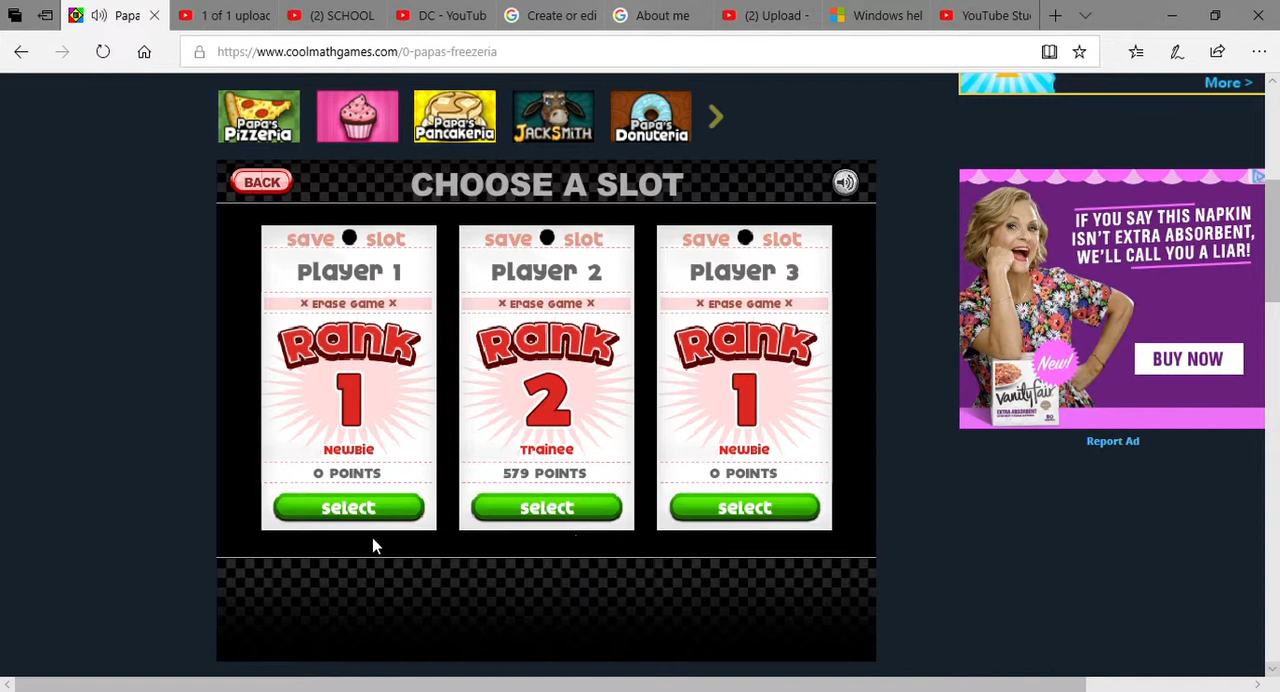 Papa
1 of 1 upload
(2) SCHOOL
DC - YouTub
Create or edi
About me
(2) Upload -
Windows hel
YouTube Stu
https://www.coolmathgames.com/0-papas-freezeria
More >
Papa's Pizzeria
Papa's Pancakeria
JackSmith
Papa's Donuteria
BACK
CHOOSE A SLOT
save slot
Player 1
x Erase Game x
Rank
1
Newbie
0 POINTS
select
save slot
Player 2
x Erase Game x
Rank
2
Trainee
579 POINTS
select
save slot
Player 3
x Erase Game x
Rank
1
Newbie
0 POINTS
select
IF YOU SAY THIS NAPKIN
ISN'T EXTRA ABSORBENT,
WE'LL CALL YOU A LIAR!
New!
BUY NOW
Vanity Fair
EXTRA ABSORBENT
80
Report Ad